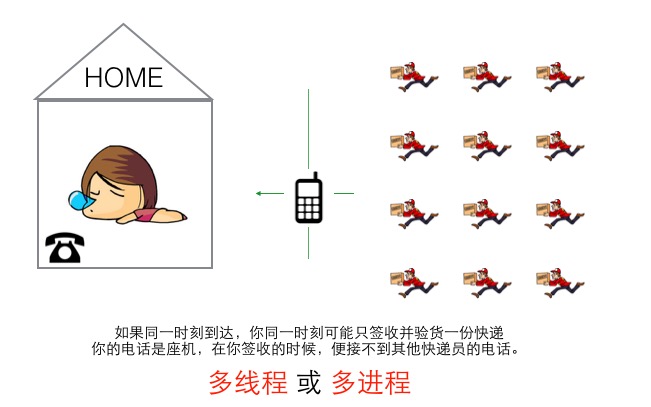 HOME
如果同一时刻到达，你同一时刻可能只签收并验货一份快递
你的电话是座机，在你签收的时候，便接不到其他快递员的电话。
多线程 或 多进程